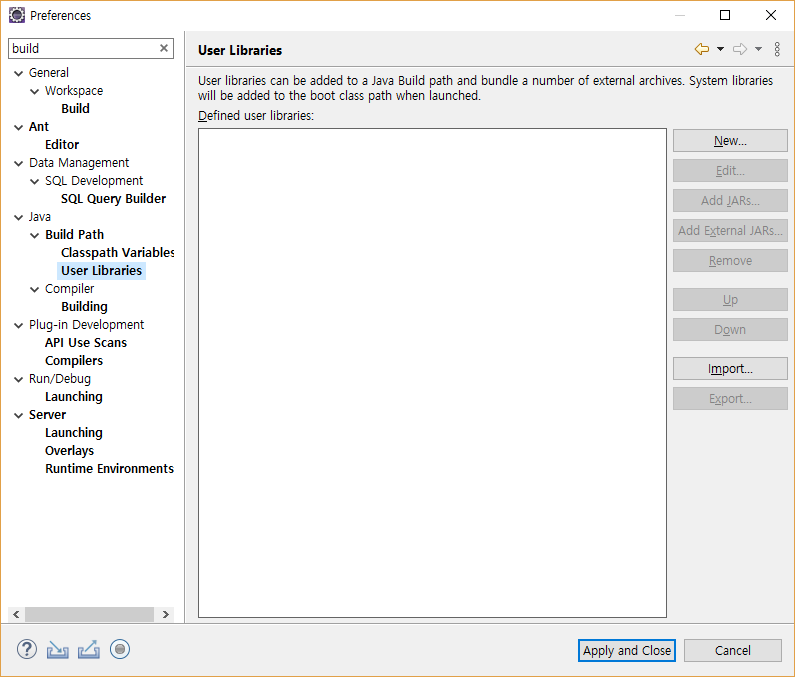 Preferences
build
General
Workspace
Build
Ant
Editor
Data Management
SQL Development
SQL Query Builder
Java
Build Path
Classpath Variables
User Libraries
Compiler
Building
Plug-in Development
API Use Scans
Compilers
Run/Debug
Launching
Server
Launching
Overlays
Runtime Environments
User Libraries
User libraries can be added to a Java Build path and bundle a number of external archives. System libraries
will be added to the boot class path when launched.
Defined user libraries:
New...
Edit...
Add JARs...
Add External JARs...
Remove
Up
Down
Import...
Export...
Apply and Close
Cancel